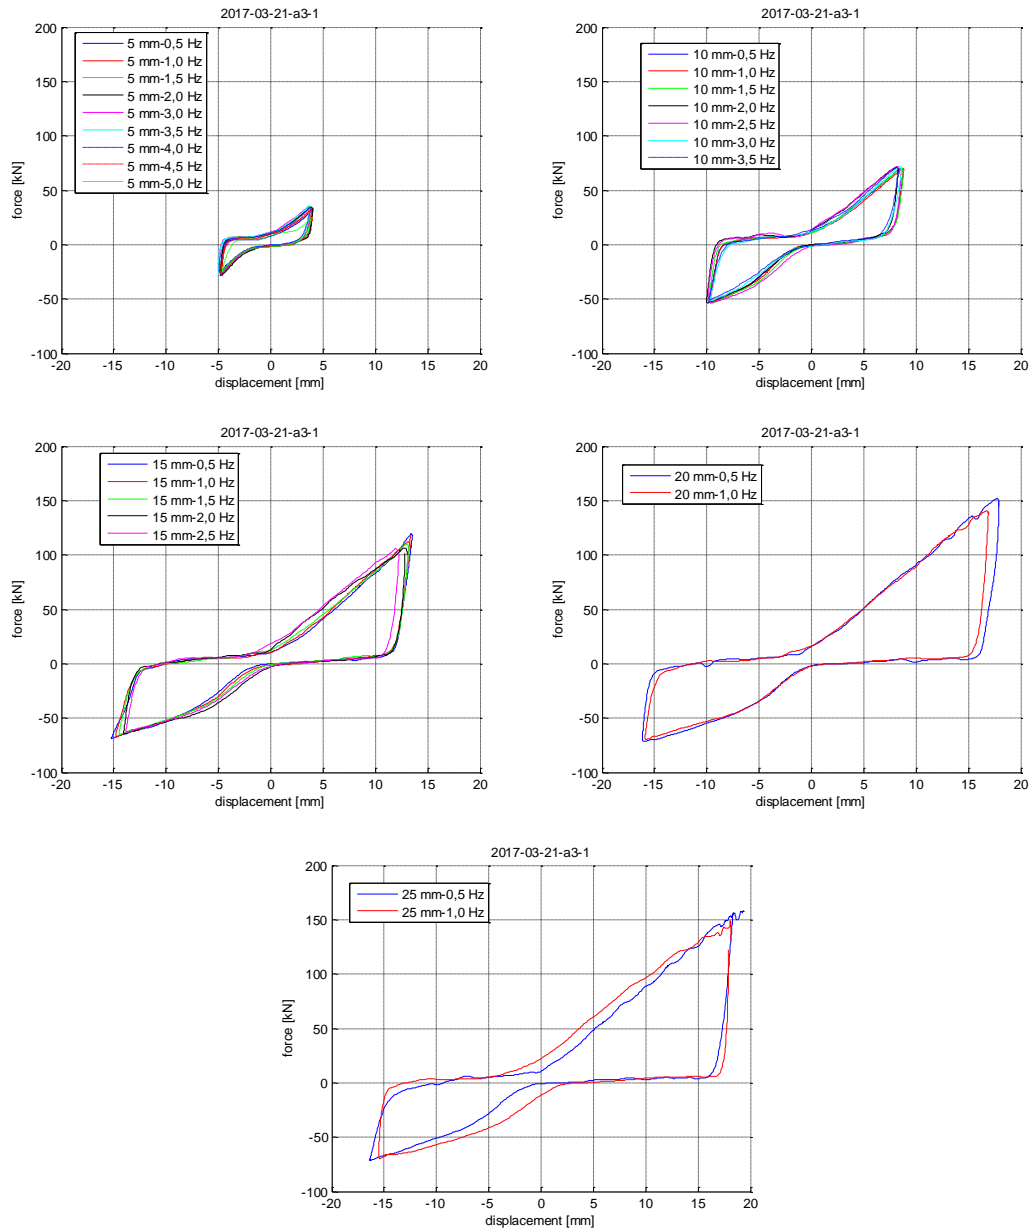 2017-03-21-a3-1
200
150
100
50
0
-50
-100
force [kN]
5 mm-0,5 Hz
5 mm-1,0 Hz
5 mm-1,5 Hz
5 mm-2,0 Hz
5 mm-3,0 Hz
5 mm-3,5 Hz
5 mm-4,0 Hz
5 mm-4,5 Hz
5 mm-5,0 Hz
-20 -15 -10 -5 0 5 10 15 20
displacement [mm]
2017-03-21-a3-1
200
150
100
50
0
-50
-100
force [kN]
10 mm-0,5 Hz
10 mm-1,0 Hz
10 mm-1,5 Hz
10 mm-2,0 Hz
10 mm-2,5 Hz
10 mm-3,0 Hz
10 mm-3,5 Hz
-20 -15 -10 -5 0 5 10 15 20
displacement [mm]
2017-03-21-a3-1
200
150
100
50
0
-50
-100
force [kN]
15 mm-0,5 Hz
15 mm-1,0 Hz
15 mm-1,5 Hz
15 mm-2,0 Hz
15 mm-2,5 Hz
-20 -15 -10 -5 0 5 10 15 20
displacement [mm]
2017-03-21-a3-1
200
150
100
50
0
-50
-100
force [kN]
20 mm-0,5 Hz
20 mm-1,0 Hz
-20 -15 -10 -5 0 5 10 15 20
displacement [mm]
2017-03-21-a3-1
200
150
100
50
0
-50
-100
force [kN]
25 mm-0,5 Hz
25 mm-1,0 Hz
-20 -15 -10 -5 0 5 10 15 20
displacement [mm]